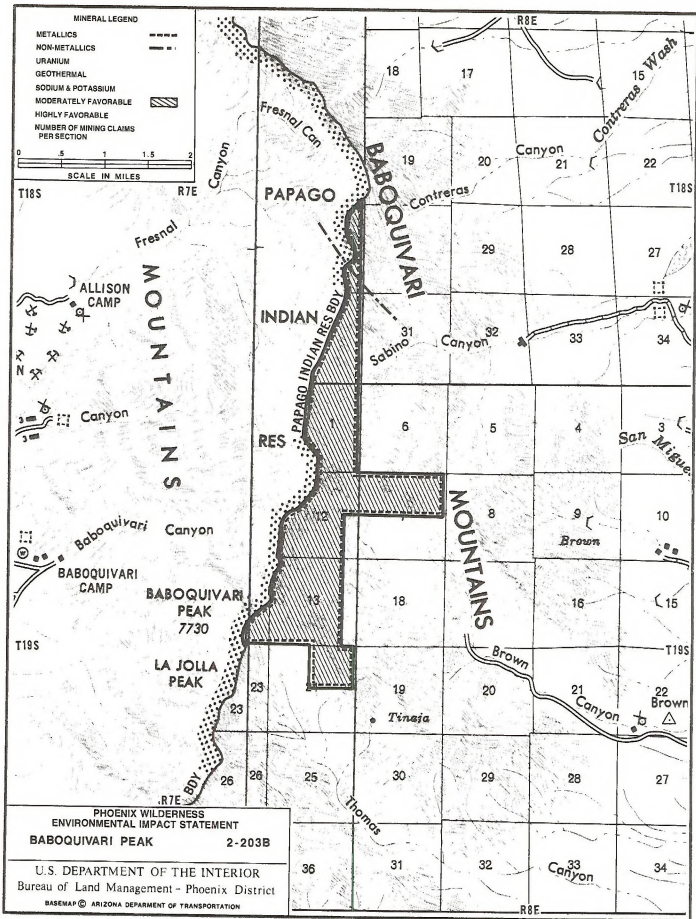 MINERAL LEGEND
METALLICS
NON-METALLICS
URANIUM
GEOTHERMAL
SODIUM & POTASSIUM
MODERATELY FAVORABLE
HIGHLY FAVORABLE
NUMBER OF MINING CLAIMS
PER SECTION
0 .5 1 1.5 2
SCALE IN MILES
R8E
18 17 15
Contreras Wash
Fresnal Can
Canyon
19 20 Canyon 21 22
T18S R7E
T18S
PAPAGO
BABOQUIVARI
Contreras
Fresnal
29 28 27
MOUNTAINS
ALLISON
CAMP
INDIAN
PAPAGO INDIAN RES BDY
31 32 33 34
Sabino Canyon
N
3
Canyon
3
RES
1 6 5 4 3
San Migue
12 7 8 9 10
MOUNTAINS
Brown
Baboquivari Canyon
W
BABOQUIVARI
CAMP
BABOQUIVARI
PEAK
7730
13 18 16 15
T19S
T19S
LA JOLLA
PEAK
Brown
23 19 20 21 22
Canyon
Brown
23
Tinaja
26 26 25 30 29 28 27
R7E
BDY
Thomas
36 31 32 33 34
Canyon
R8E
PHOENIX WILDERNESS
ENVIRONMENTAL IMPACT STATEMENT
BABOQUIVARI PEAK 2-203B
U.S. DEPARTMENT OF THE INTERIOR
Bureau of Land Management - Phoenix District
BASEMAP © ARIZONA DEPARMENT OF TRANSPORTATION